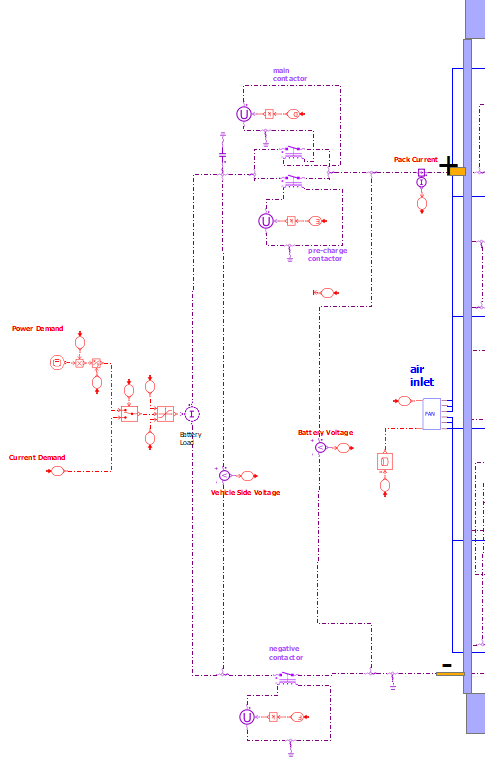 main
contactor
U
Pack Current
+
I
U
pre-charge
contactor
Power Demand
air
inlet
FAN
I
Battery
Load
Battery Voltage
Current Demand
Vehicle Side Voltage
negative
contactor
-
U